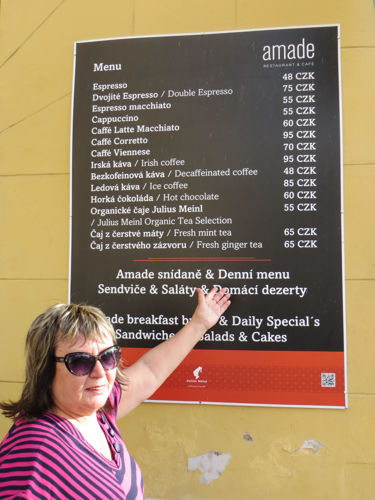 amade
RESTAURANT & CAFE
Menu
Espresso 48 CZK
Dvojité Espresso / Double Espresso 75 CZK
Espresso macchiato 55 CZK
Cappuccino 55 CZK
Caffé Latte Macchiato 60 CZK
Caffé Corretto 95 CZK
Caffé Viennese 70 CZK
Irská káva / Irish coffee 95 CZK
Bezkofeinová káva / Decaffeinated coffee 48 CZK
Ledová káva / Ice coffee 85 CZK
Horká čokoláda / Hot chocolate 60 CZK
Organické čaje Julius Meinl 55 CZK
/ Julius Meinl Organic Tea Selection
Čaj z čerstvé máty / Fresh mint tea 65 CZK
Čaj z čerstvého zázvoru / Fresh ginger tea 65 CZK
Amade snídaně & Denní menu
Sendviče & Saláty & Domácí dezerty
breakfast & Daily Special´s
Sandwiches Salads & Cakes
Julius Meinl